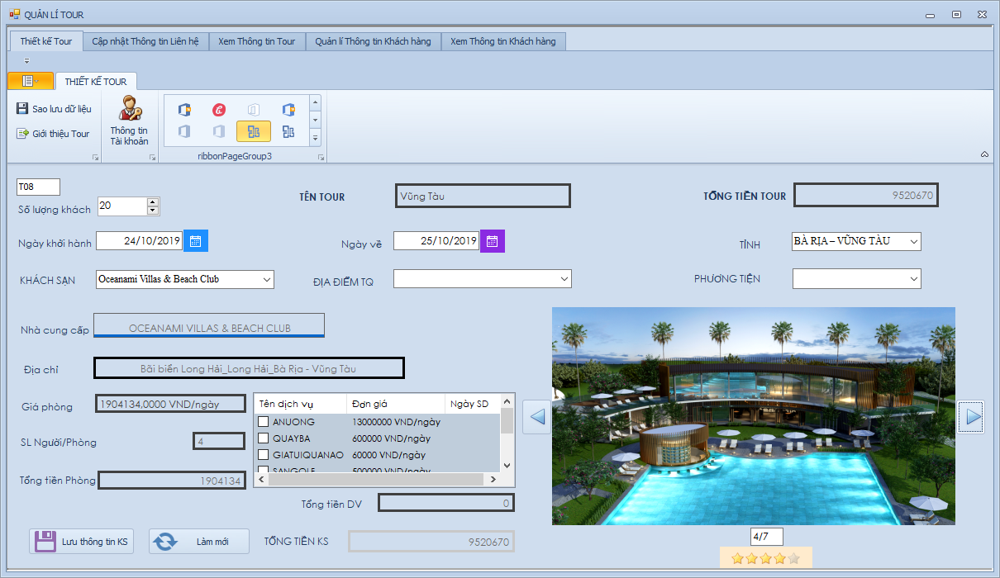 QUẢN LÍ TOUR
Thiết kế Tour
Cập nhật Thông tin Liên hệ
Xem Thông tin Tour
Quản lí Thông tin Khách hàng
Xem Thông tin Khách hàng
THIẾT KẾ TOUR
Sao lưu dữ liệu
Giới thiệu Tour
Thông tin
Tài khoản
ribbonPageGroup3
T08
Số lượng khách 20
TÊN TOUR Vũng Tàu
TỔNG TIỀN TOUR 9520670
Ngày khởi hành 24/10/2019
Ngày về 25/10/2019
TỈNH BÀ RỊA – VŨNG TÀU
KHÁCH SẠN Oceanami Villas & Beach Club
ĐỊA ĐIỂM TQ
PHƯƠNG TIỆN
Nhà cung cấp OCEANAMI VILLAS & BEACH CLUB
Địa chỉ Bãi biển Long Hải_Long Hải_Bà Rịa - Vũng Tàu
Giá phòng 1904134,0000 VND/ngày
SL Người/Phòng 4
Tổng tiền Phòng 1904134
Tên dịch vụ Đơn giá Ngày SD
ANUONG 13000000 VND/ngày
QUAYBA 600000 VND/ngày
GIATUIQUANAO 60000 VND/ngày
SANGOLF 500000 VND/ngày
Tổng tiền DV 0
Lưu thông tin KS
Làm mới
TỔNG TIỀN KS 9520670
4/7